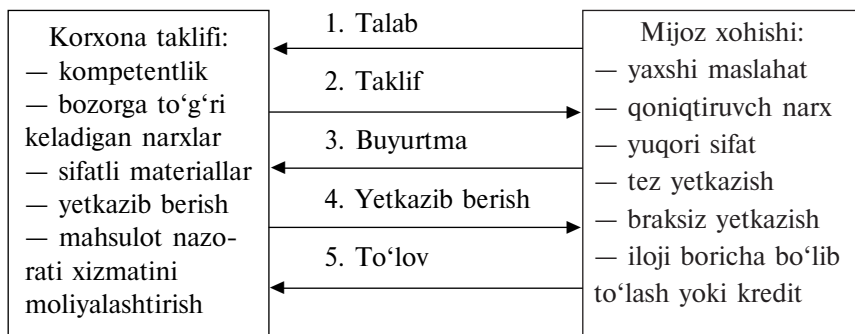 Korxona taklifi:
— kompetentlik
— bozorga to‘g‘ri
keladigan narxlar
— sifatli materiallar
— yetkazib berish
— mahsulot nazo-
rati xizmatini
moliyalashtirish
1. Talab
2. Taklif
3. Buyurtma
4. Yetkazib berish
5. To‘lov
Mijoz xohishi:
— yaxshi maslahat
— qoniqtiruvch narx
— yuqori sifat
— tez yetkazish
— braksiz yetkazish
— iloji boricha bo‘lib
to‘lash yoki kredit